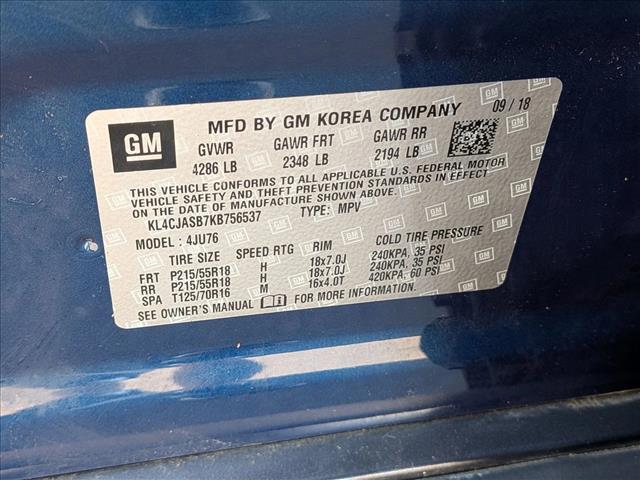 MFD BY GM KOREA COMPANY 09 / 18
GM
GVWR GAWR FRT GAWR RR
4286 LB 2348 LB 2194 LB
THIS VEHICLE CONFORMS TO ALL APPLICABLE U.S. FEDERAL MOTOR
VEHICLE SAFETY AND THEFT PREVENTION STANDARDS IN EFFECT
ON THE DATE OF MANUFACTURE SHOWN ABOVE.
KL4CJASB7KB756537 TYPE: MPV
MODEL : 4JU76
TIRE SIZE SPEED RTG RIM COLD TIRE PRESSURE
FRT P215/55R18 H 18x7.0J 240KPA, 35 PSI
RR P215/55R18 H 18x7.0J 240KPA, 35 PSI
SPA T125/70R16 M 16x4.0T 420KPA, 60 PSI
SEE OWNER'S MANUAL FOR MORE INFORMATION.